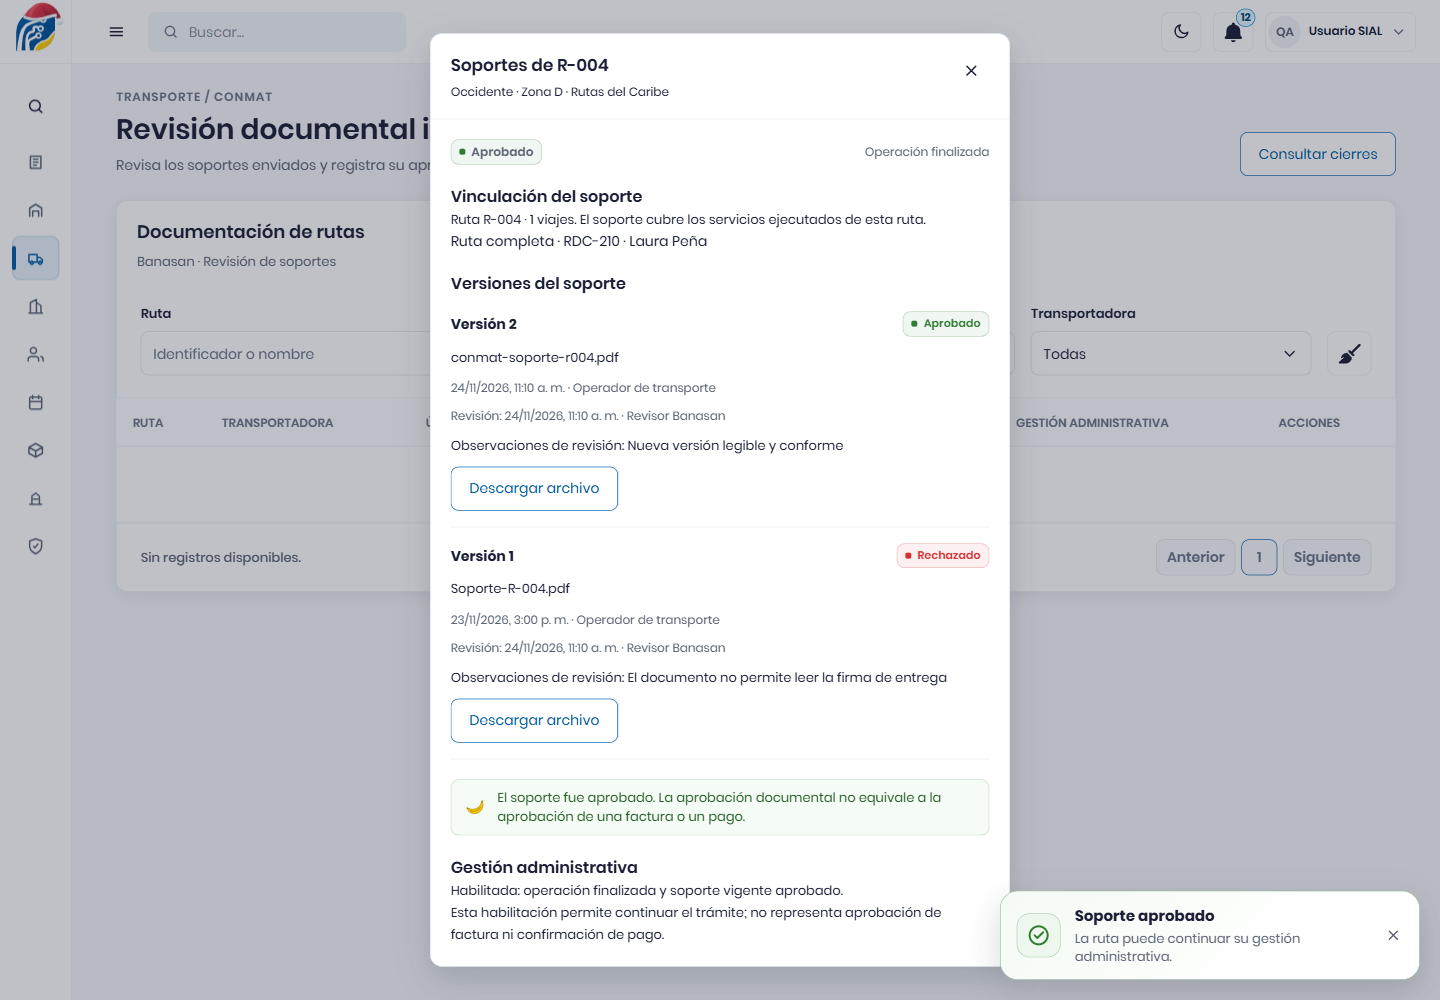 Buscar...
12
QA
Usuario SIAL
TRANSPORTE / CONMAT
Revisión documental i
Revisa los soportes enviados y registra su apr
Consultar cierres
Documentación de rutas
Banasan · Revisión de soportes
Ruta
Identificador o nombre
Transportadora
Todas
RUTA
TRANSPORTADORA
GESTIÓN ADMINISTRATIVA
ACCIONES
Sin registros disponibles.
Anterior
1
Siguiente
Soportes de R-004
Occidente · Zona D · Rutas del Caribe
Aprobado
Operación finalizada
Vinculación del soporte
Ruta R-004 · 1 viajes. El soporte cubre los servicios ejecutados de esta ruta.
Ruta completa · RDC-210 · Laura Peña
Versiones del soporte
Versión 2
Aprobado
conmat-soporte-r004.pdf
24/11/2026, 11:10 a. m. · Operador de transporte
Revisión: 24/11/2026, 11:10 a. m. · Revisor Banasan
Observaciones de revisión: Nueva versión legible y conforme
Descargar archivo
Versión 1
Rechazado
Soporte-R-004.pdf
23/11/2026, 3:00 p. m. · Operador de transporte
Revisión: 24/11/2026, 11:10 a. m. · Revisor Banasan
Observaciones de revisión: El documento no permite leer la firma de entrega
Descargar archivo
El soporte fue aprobado. La aprobación documental no equivale a la
aprobación de una factura o un pago.
Gestión administrativa
Habilitada: operación finalizada y soporte vigente aprobado.
Esta habilitación permite continuar el trámite; no representa aprobación de
factura ni confirmación de pago.
Soporte aprobado
La ruta puede continuar su gestión
administrativa.